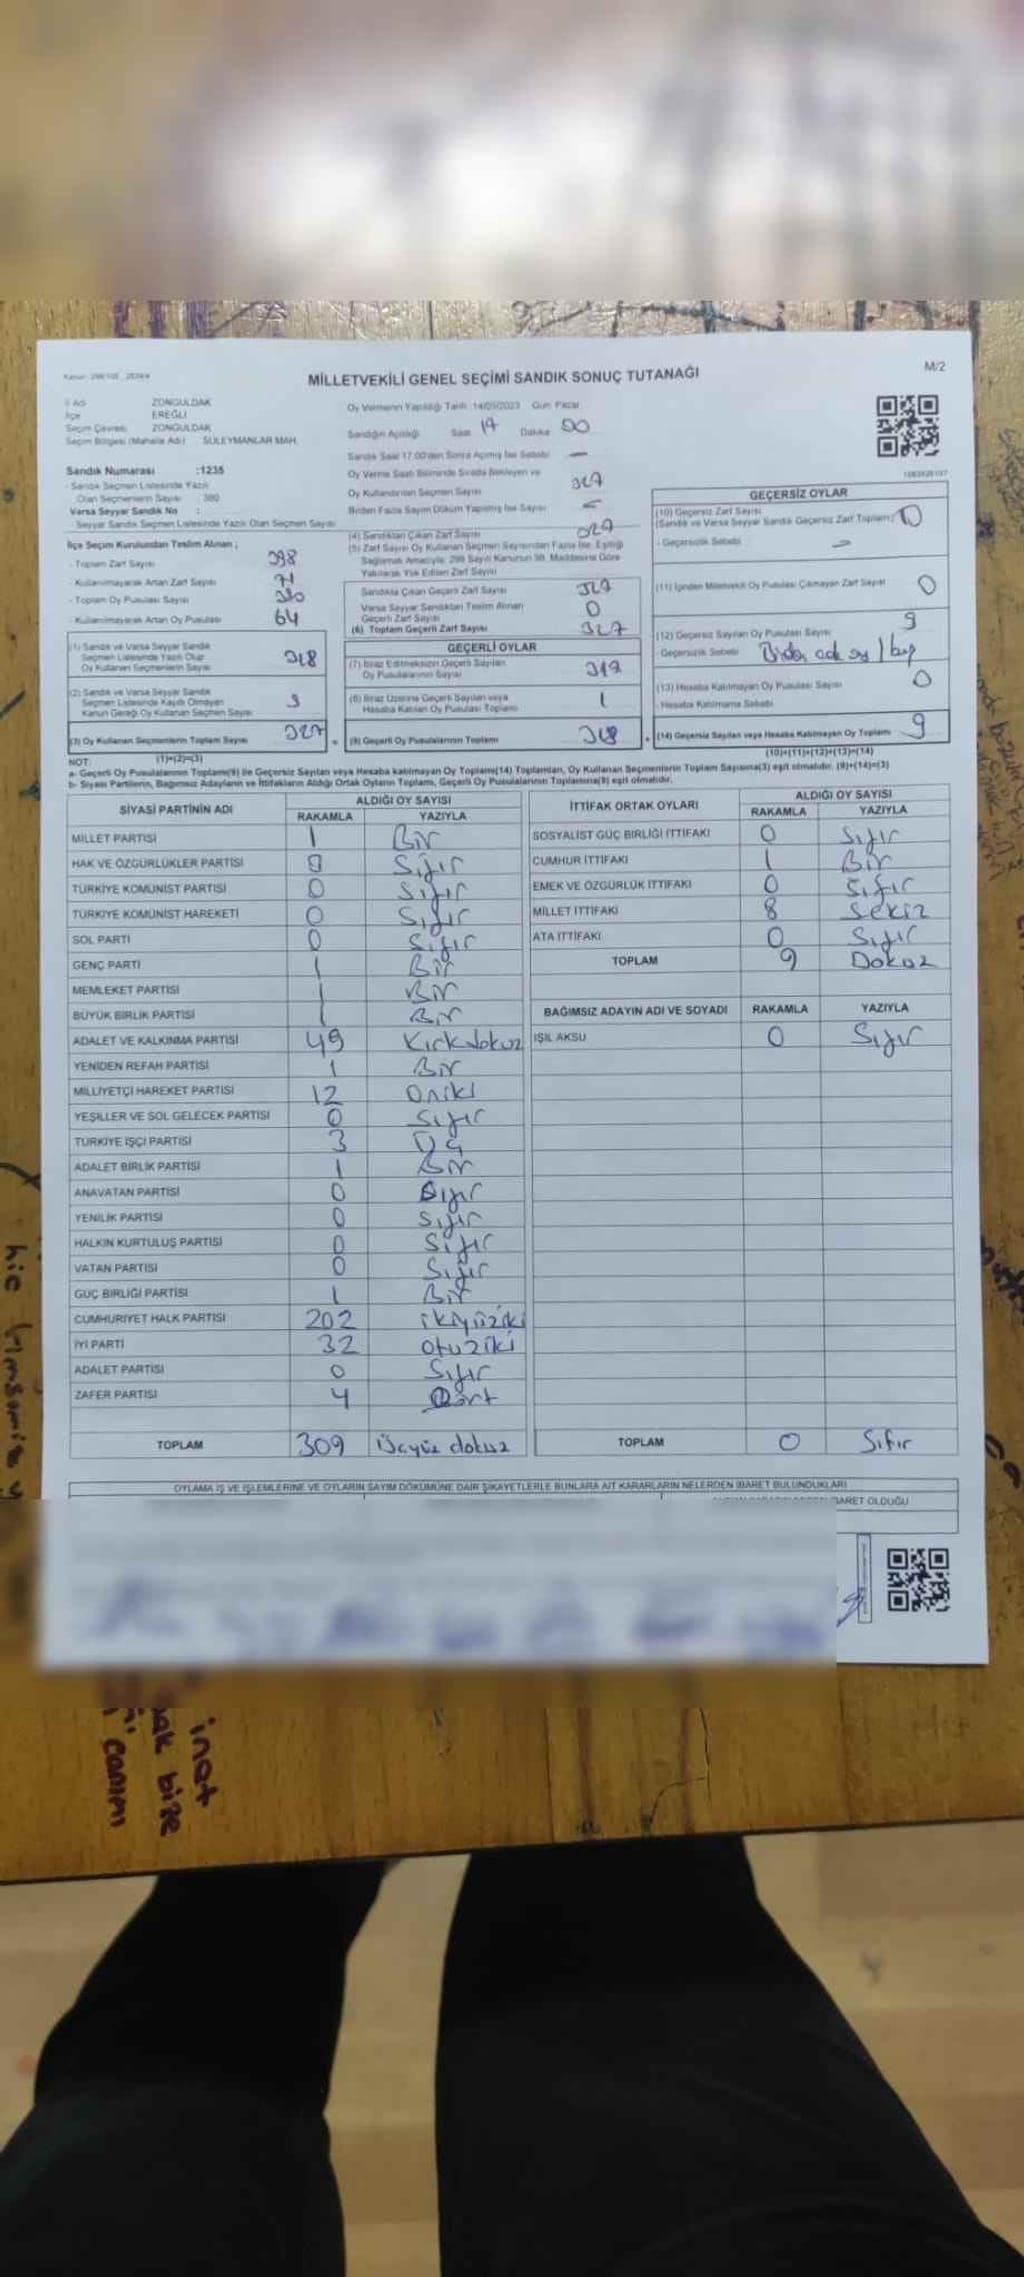 MİLLETVEKİLİ GENEL SEÇİMİ SANDIK SONUÇ TUTANAĞI
M/2
İl Adı ZONGULDAK
İlçe EREĞLİ
Seçim Çevresi ZONGULDAK
Seçim Bölgesi (Mahalle Adı) SÜLEYMANLAR MAH.
Oy Vermenin Yapıldığı Tarih :14/05/2023 Gün: Pazar
Sandığın Açıldığı Saat 17 Dakika 00
Sandık Saat 17:00'den Sonra Açılmış İse Sebebi —
Sandık Numarası :1235
- Sandık Seçmen Listesinde Yazılı
Olan Seçmenlerin Sayısı : 380
Varsa Seyyar Sandık No :
- Seyyar Sandık Seçmen Listesinde Yazılı Olan Seçmen Sayısı
Oy Verme Saati Bitiminde Sırada Bekleyen ve
Oy Kullandırılan Seçmen Sayısı 327
Birden Fazla Sayım Döküm Yapılmış İse Sayısı
İlçe Seçim Kurulundan Teslim Alınan ;
- Toplam Zarf Sayısı 398
- Kullanılmayarak Artan Zarf Sayısı 71
- Toplam Oy Pusulası Sayısı
- Kullanılmayarak Artan Oy Pusulası 64
(1) Sandık ve Varsa Seyyar Sandık
Seçmen Listesinde Yazılı Olup
Oy Kullanan Seçmenlerin Sayısı
(2) Sandık ve Varsa Seyyar Sandık
Seçmen Listesinde Kayıtlı Olmayan
Kanun Gereği Oy Kullanan Seçmen Sayısı
(3) Oy Kullanan Seçmenlerin Toplam Sayısı 327
(1)+(2)=(3)
(4) Sandıktan Çıkan Zarf Sayısı 327
(5) Zarf Sayısı Oy Kullanan Seçmen Sayısından Fazla İse, Eşitliği
Sağlamak Amacıyla; 298 Sayılı Kanunun 98. Maddesine Göre
Yakılarak Yok Edilen Zarf Sayısı
Sandıkta Çıkan Geçerli Zarf Sayısı 327
Varsa Seyyar Sandıktan Teslim Alınan
Geçerli Zarf Sayısı 0
(6) Toplam Geçerli Zarf Sayısı 327
GEÇERLİ OYLAR
(7) İtiraz Edilmeksizin Geçerli Sayılan
Oy Pusulalarının Sayısı 317
(8) İtiraz Üzerine Geçerli Sayılan veya
Hesaba Katılan Oy Pusulası Toplamı 1
(9) Geçerli Oy Pusulalarının Toplamı 318
GEÇERSİZ OYLAR
(10) Geçersiz Zarf Sayısı
(Sandık ve Varsa Seyyar Sandık Geçersiz Zarf Toplamı) 0
- Geçersizlik Sebebi
(11) İçinden Milletvekili Oy Pusulası Çıkmayan Zarf Sayısı 0
(12) Geçersiz Sayılan Oy Pusulası Sayısı 9
- Geçersizlik Sebebi
(13) Hesaba Katılmayan Oy Pusulası Sayısı 0
- Hesaba Katılmama Sebebi
(14) Geçersiz Sayılan veya Hesaba Katılmayan Oy Toplamı 9
(10)+(11)+(12)+(13)=(14)
NOT:
a- Geçerli Oy Pusulalarının Toplamı(9) ile Geçersiz Sayılan veya Hesaba katılmayan Oy Toplamı(14) Toplamları, Oy Kullanan Seçmenlerin Toplam Sayısına(3) eşit olmalıdır. (9)+(14)=(3)
b- Siyasi Partilerin, Bağımsız Adayların ve İttifakların Aldığı Ortak Oyların Toplamı, Geçerli Oy Pusulalarının Toplamına(9) eşit olmalıdır.
SİYASİ PARTİNİN ADI ALDIĞI OY SAYISI
RAKAMLA YAZIYLA
MİLLET PARTİSİ 1 Bir
HAK VE ÖZGÜRLÜKLER PARTİSİ 0 Sıfır
TÜRKİYE KOMÜNİST PARTİSİ 0 Sıfır
TÜRKİYE KOMÜNİST HAREKETİ 0 Sıfır
SOL PARTİ 0 Sıfır
GENÇ PARTİ 1 Bir
MEMLEKET PARTİSİ 1 Bir
BÜYÜK BİRLİK PARTİSİ 1 Bir
ADALET VE KALKINMA PARTİSİ 49 Kırkdokuz
YENİDEN REFAH PARTİSİ 1 Bir
MİLLİYETÇİ HAREKET PARTİSİ 12 Oniki
YEŞİLLER VE SOL GELECEK PARTİSİ 0 Sıfır
TÜRKİYE İŞÇİ PARTİSİ 3 Üç
ADALET BİRLİK PARTİSİ 1 Bir
ANAVATAN PARTİSİ 0 Sıfır
YENİLİK PARTİSİ 0 Sıfır
HALKIN KURTULUŞ PARTİSİ 0 Sıfır
VATAN PARTİSİ 0 Sıfır
GÜÇ BİRLİĞİ PARTİSİ 1 Bir
CUMHURİYET HALK PARTİSİ 202 ikiyüziki
İYİ PARTİ 32 otuziki
ADALET PARTİSİ 0 Sıfır
ZAFER PARTİSİ 4 Dört
TOPLAM 309 Üçyüz dokuz
İTTİFAK ORTAK OYLARI ALDIĞI OY SAYISI
RAKAMLA YAZIYLA
SOSYALİST GÜÇ BİRLİĞİ İTTİFAKI 0 Sıfır
CUMHUR İTTİFAKI 1 Bir
EMEK VE ÖZGÜRLÜK İTTİFAKI 0 Sıfır
MİLLET İTTİFAKI 8 Sekiz
ATA İTTİFAKI 0 Sıfır
TOPLAM 9 Dokuz
BAĞIMSIZ ADAYIN ADI VE SOYADI RAKAMLA YAZIYLA
IŞIL AKSU 0 Sıfır
TOPLAM 0 Sıfır
OYLAMA İŞ VE İŞLEMLERİNE VE OYLARIN SAYIM DÖKÜMÜNE DAİR ŞİKAYETLERLE BUNLARA AİT KARARLARIN NELERDEN İBARET BULUNDUKLARI
İBARET OLDUĞU
inat
bize
canım